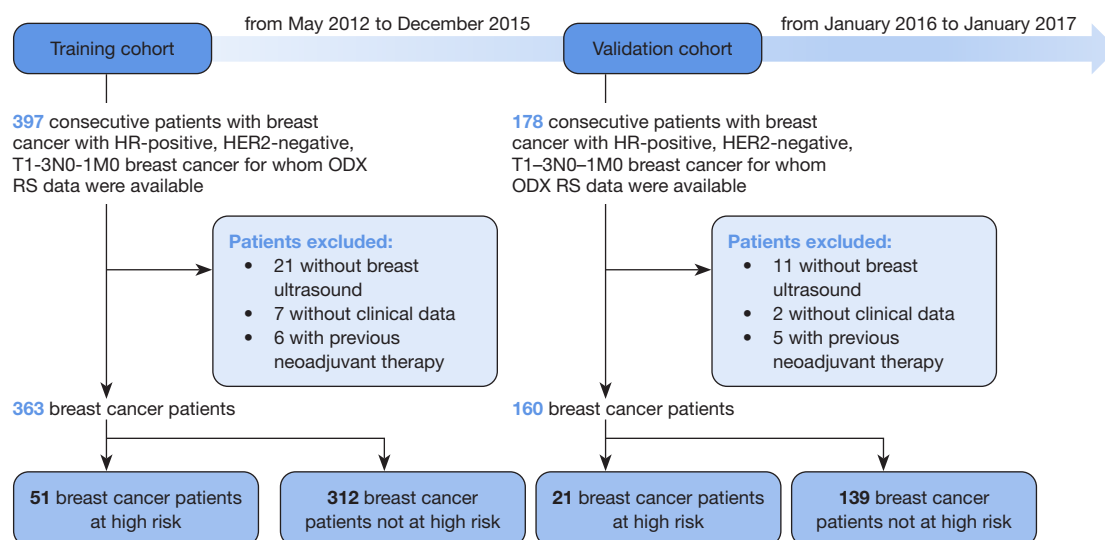 from May 2012 to December 2015
from January 2016 to January 2017
Training cohort
Validation cohort
397 consecutive patients with breast
cancer with HR-positive, HER2-negative,
T1-3N0-1M0 breast cancer for whom ODX
RS data were available
178 consecutive patients with breast
cancer with HR-positive, HER2-negative,
T1–3N0–1M0 breast cancer for whom
ODX RS data were available
Patients excluded:
• 21 without breast
ultrasound
• 7 without clinical data
• 6 with previous
neoadjuvant therapy
Patients excluded:
• 11 without breast
ultrasound
• 2 without clinical data
• 5 with previous
neoadjuvant therapy
363 breast cancer patients
160 breast cancer patients
51 breast cancer patients
at high risk
312 breast cancer
patients not at high risk
21 breast cancer patients
at high risk
139 breast cancer
patients not at high risk